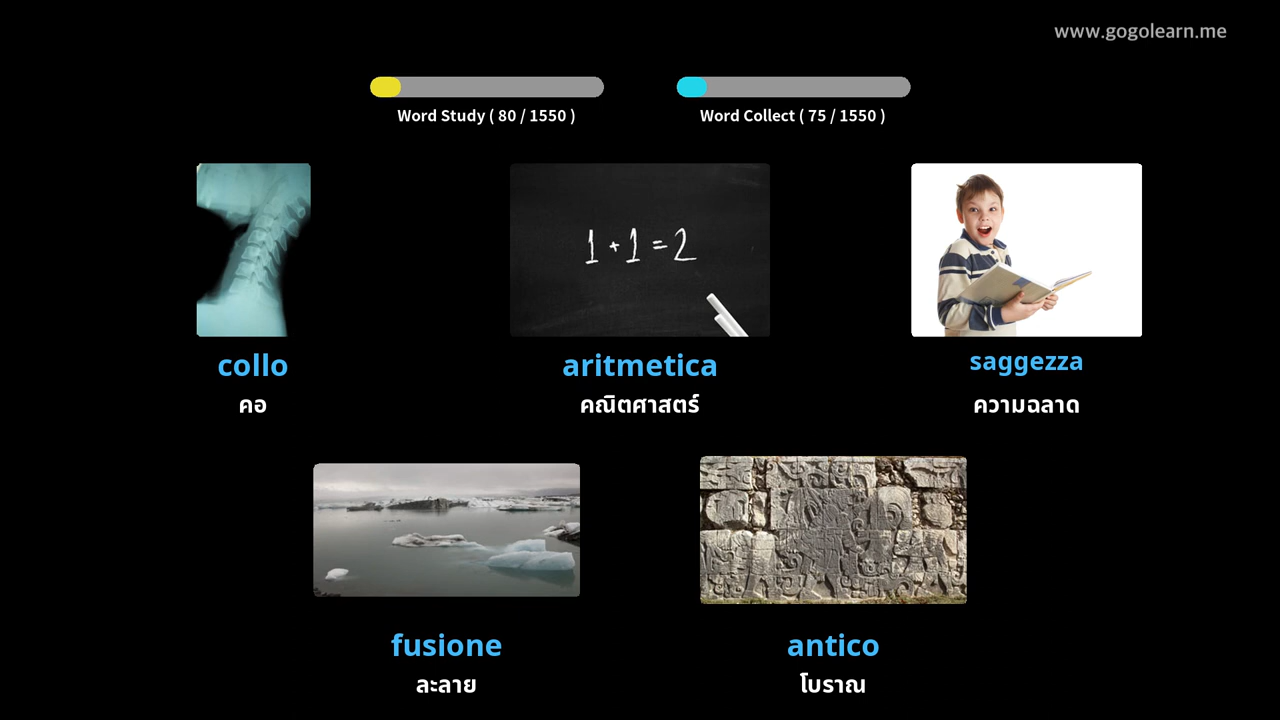 www.gogolearn.me
Word Study ( 80 / 1550 )
Word Collect ( 75 / 1550 )
1 + 1 = 2
collo
aritmetica
saggezza
คอ
คณิตศาสตร์
ความฉลาด
fusione
antico
ละลาย
โบราณ